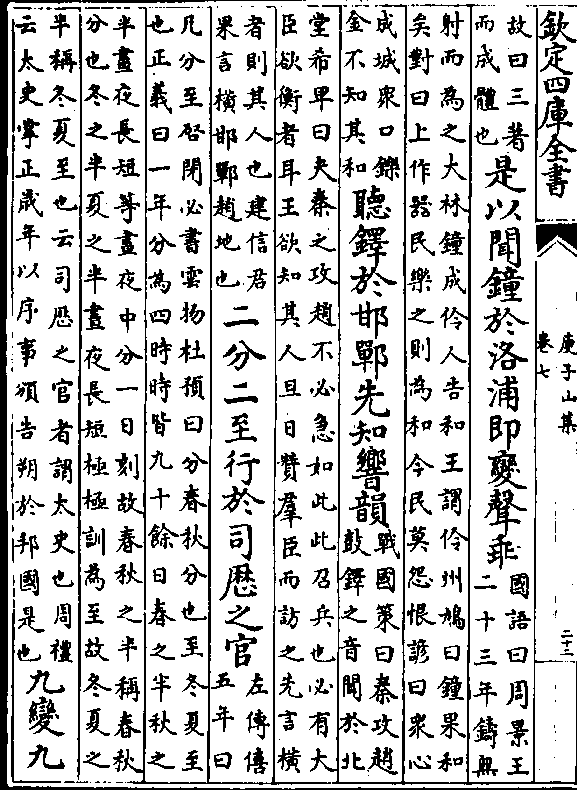 欽定四庫全書
庾子山集
卷七
故曰三著
而成體也
是以聞鐘於洛浦即變聲乖
國語曰周景王
二十三年鑄無
射而為之大林鐘成伶人告和王謂伶州鳩曰鐘果和
矣對曰上作器民樂之則為和今民莫怨恨諺曰衆心
成城衆口鑠
金不知其和
聽鐸於邯鄲先知響韻
戰國策曰秦攻趙
鼓鐸之音聞於北
堂希卑曰夫秦之攻趙不必急如此此召兵也必有大
臣欲衡者耳王欲知其人旦日贊羣臣而訪之先言橫
者則其人也建信君
果言橫邯鄲趙地也
二分二至行於司厯之官
左傳僖
五年曰
凡分至啓閉必書雲物杜預曰分春秋分也至冬夏至
也正義曰一年分為四時時皆九十餘日春之半秋之
半晝夜長短等晝夜中分一日刻故春秋之半稱春秋
分也冬之半夏之半晝夜長短極極訓為至故冬夏之
半稱冬夏至也云司厯之官者謂太史也周禮
云太史掌正歲年以序事頒告朔於邦國是也
九變九